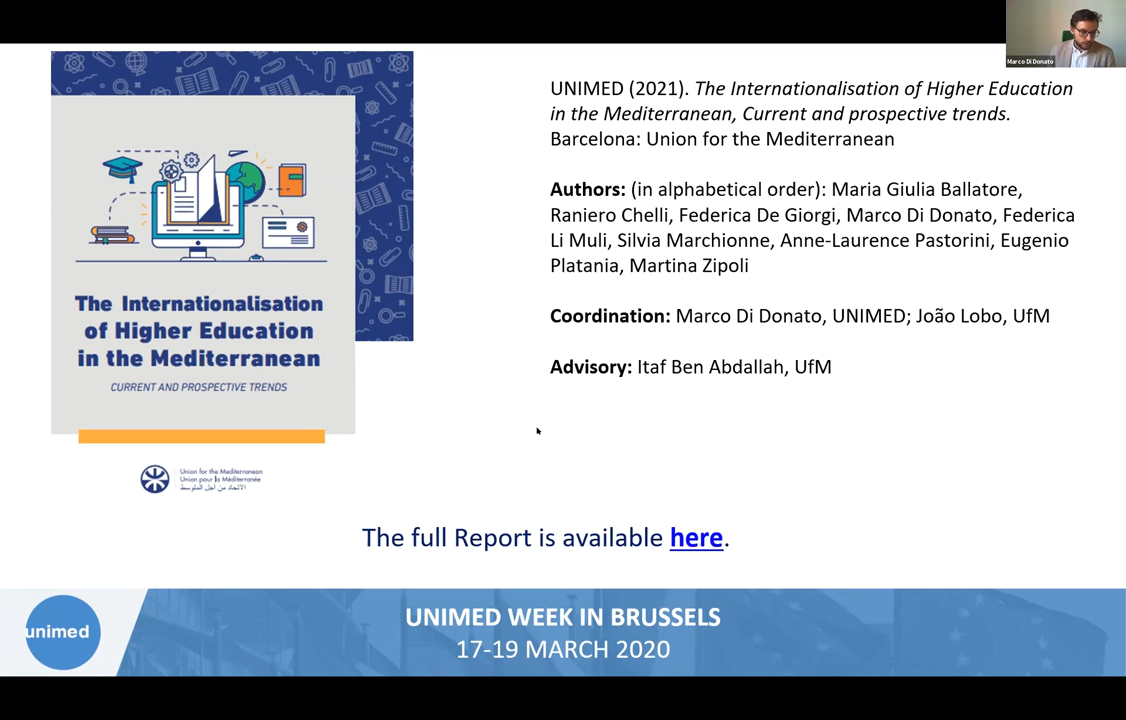 Marco Di Donato
UNIMED (2021). The Internationalisation of Higher Education
in the Mediterranean, Current and prospective trends.
Barcelona: Union for the Mediterranean
Authors: (in alphabetical order): Maria Giulia Ballatore,
Raniero Chelli, Federica De Giorgi, Marco Di Donato, Federica
Li Muli, Silvia Marchionne, Anne-Laurence Pastorini, Eugenio
Platania, Martina Zipoli
Coordination: Marco Di Donato, UNIMED; João Lobo, UfM
Advisory: Itaf Ben Abdallah, UfM
The Internationalisation
of Higher Education
in the Mediterranean
CURRENT AND PROSPECTIVE TRENDS
Union for the Mediterranean
Union pour la Méditerranée
الاتحاد من أجل المتوسط
The full Report is available here.
unimed
UNIMED WEEK IN BRUSSELS
17-19 MARCH 2020